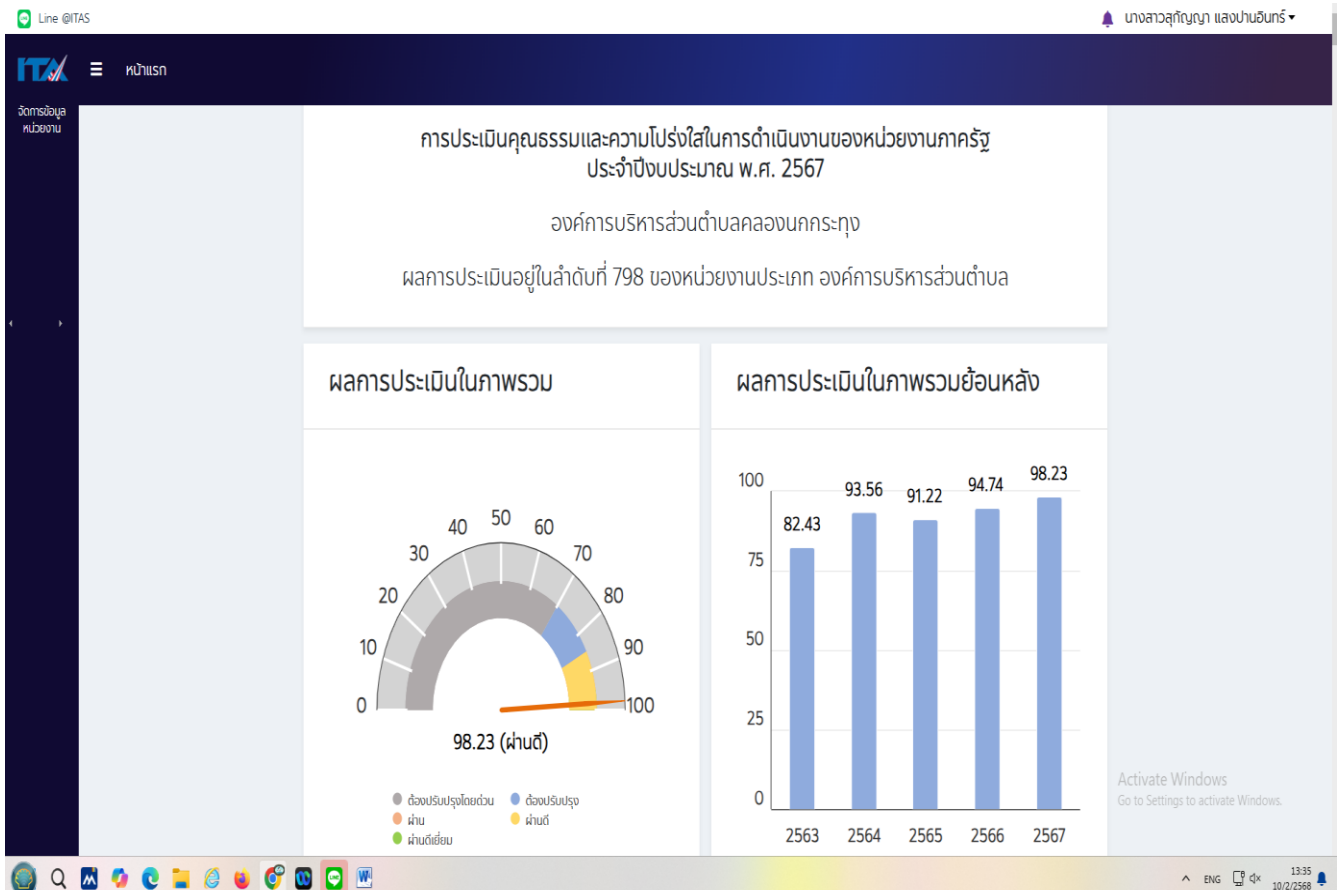 Line @ITAS
นางสาวสุกัญญา แสงปานอินทร์
ITA
หน้าแรก
จัดการข้อมูล
หน่วยงาน
การประเมินคุณธรรมและความโปร่งใสในการดำเนินงานของหน่วยงานภาครัฐ
ประจำปีงบประมาณ พ.ศ. 2567
องค์การบริหารส่วนตำบลคลองนกกระทุง
ผลการประเมินอยู่ในลำดับที่ 798 ของหน่วยงานประเภท องค์การบริหารส่วนตำบล
ผลการประเมินในภาพรวม
0
10
20
30
40
50
60
70
80
90
100
98.23 (ผ่านดี)
ต้องปรับปรุงโดยด่วน
ต้องปรับปรุง
ผ่าน
ผ่านดี
ผ่านดีเยี่ยม
ผลการประเมินในภาพรวมย้อนหลัง
100
75
50
25
0
82.43
93.56
91.22
94.74
98.23
2563 2564 2565 2566 2567
Activate Windows
Go to Settings to activate Windows.
ENG
13:35
10/2/2568